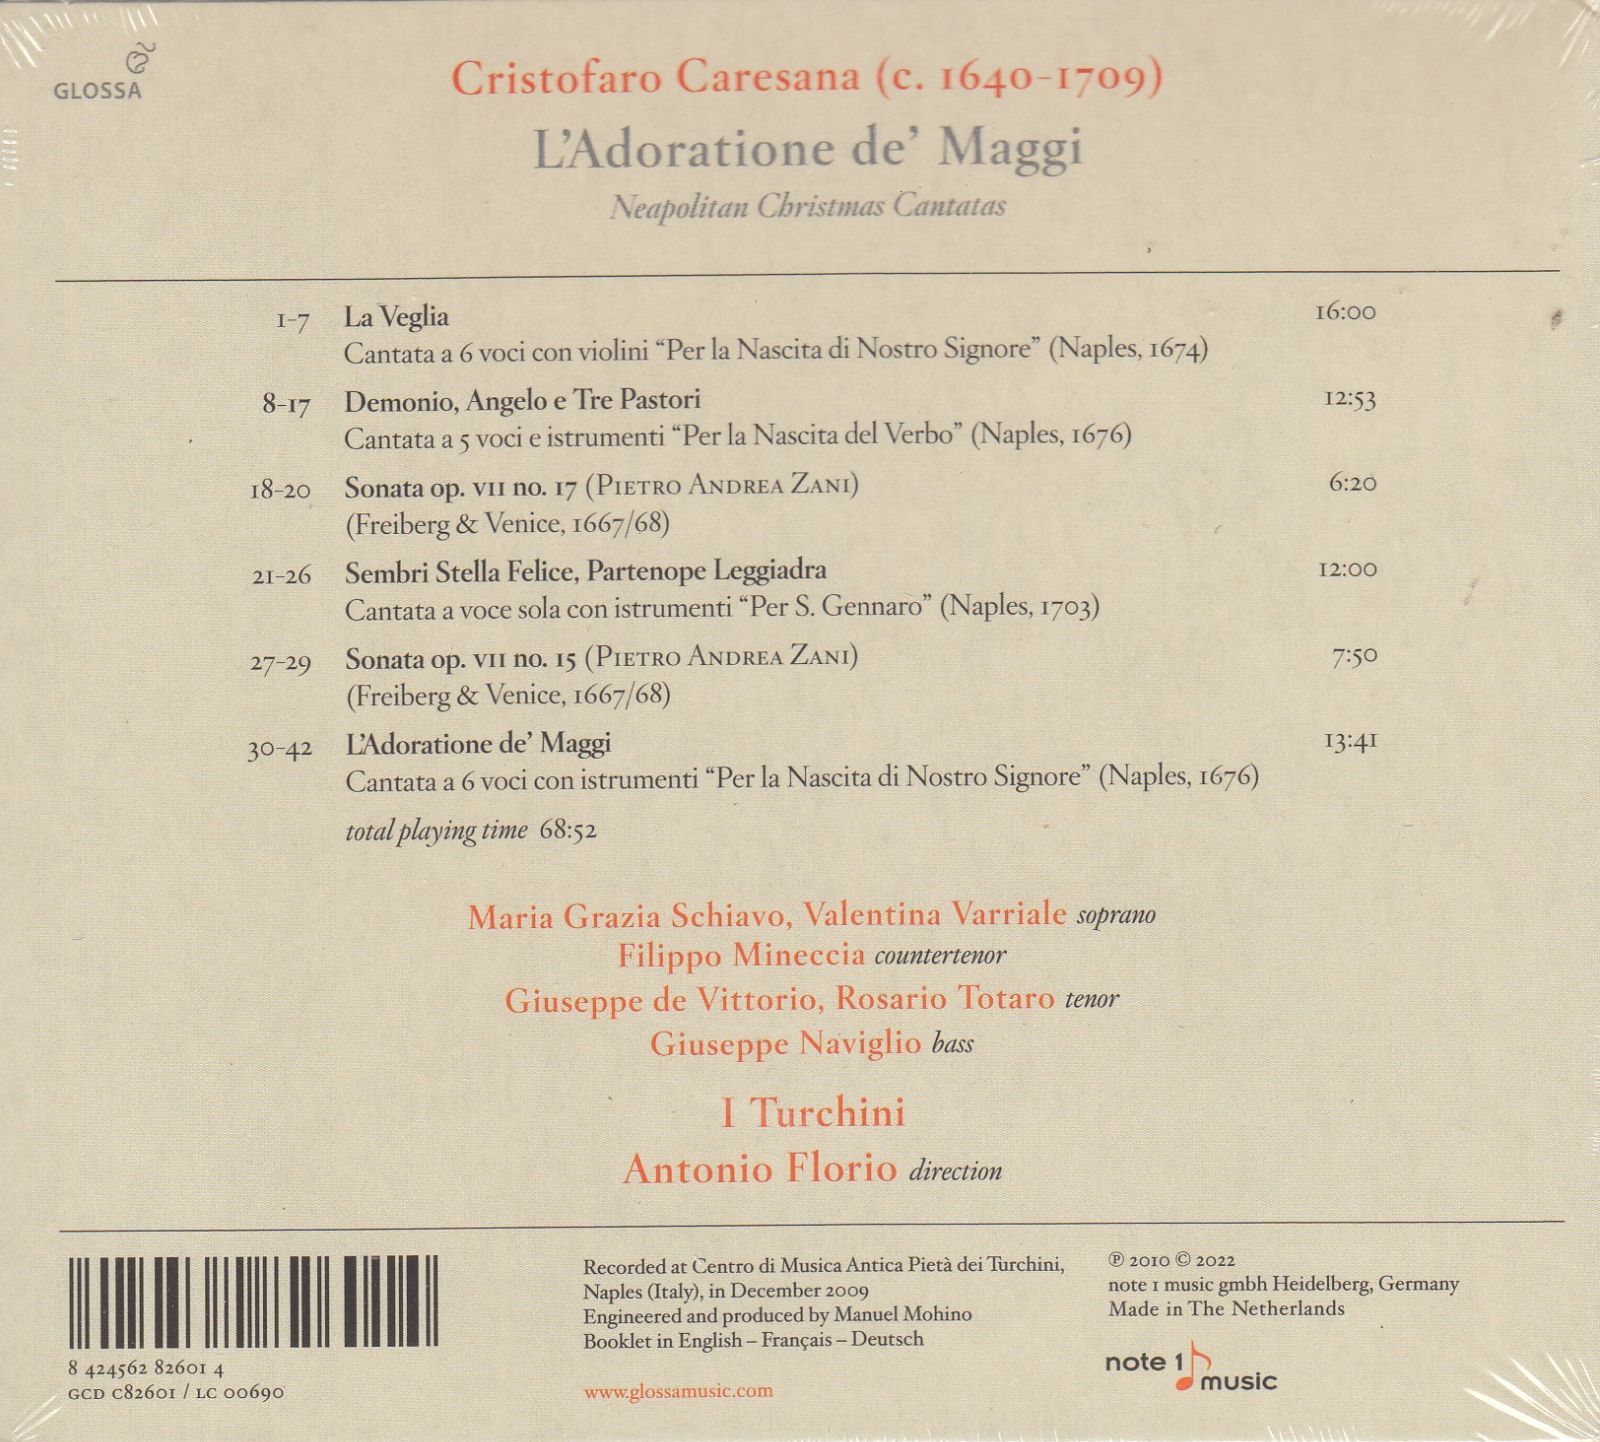 GLOSSA
Cristofaro Caresana (c. 1640–1709)
L'Adoratione de' Maggi
Neapolitan Christmas Cantatas
1–7 La Veglia 16:00
Cantata a 6 voci con violini “Per la Nascita di Nostro Signore” (Naples, 1674)
8–17 Demonio, Angelo e Tre Pastori 12:53
Cantata a 5 voci e istrumenti “Per la Nascita del Verbo” (Naples, 1676)
18–20 Sonata op. VII no. 17 (PIETRO ANDREA ZANI) 6:20
(Freiberg & Venice, 1667/68)
21–26 Sembri Stella Felice, Partenope Leggiadra 12:00
Cantata a voce sola con istrumenti “Per S. Gennaro” (Naples, 1703)
27–29 Sonata op. VII no. 15 (PIETRO ANDREA ZANI) 7:50
(Freiberg & Venice, 1667/68)
30–42 L'Adoratione de' Maggi 13:41
Cantata a 6 voci con istrumenti “Per la Nascita di Nostro Signore” (Naples, 1676)
total playing time 68:52
Maria Grazia Schiavo, Valentina Varriale soprano
Filippo Mineccia countertenor
Giuseppe de Vittorio, Rosario Totaro tenor
Giuseppe Naviglio bass
I Turchini
Antonio Florio direction
8 424562 82601 4
GCD C82601 / LC 00690
Recorded at Centro di Musica Antica Pietà dei Turchini,
Naples (Italy), in December 2009
Engineered and produced by Manuel Mohino
Booklet in English – Français – Deutsch
www.glossamusic.com
℗ 2010 © 2022
note 1 music gmbh Heidelberg, Germany
Made in The Netherlands
note 1
music